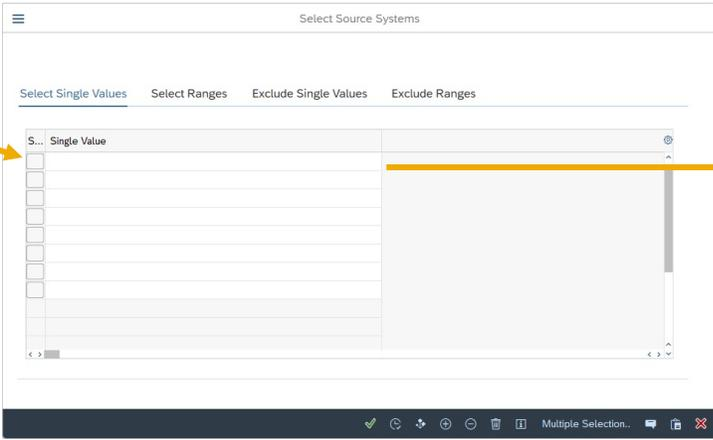 Select Source Systems
Select Single Values Select Ranges Exclude Single Values Exclude Ranges
S... Single Value
Multiple Selection..